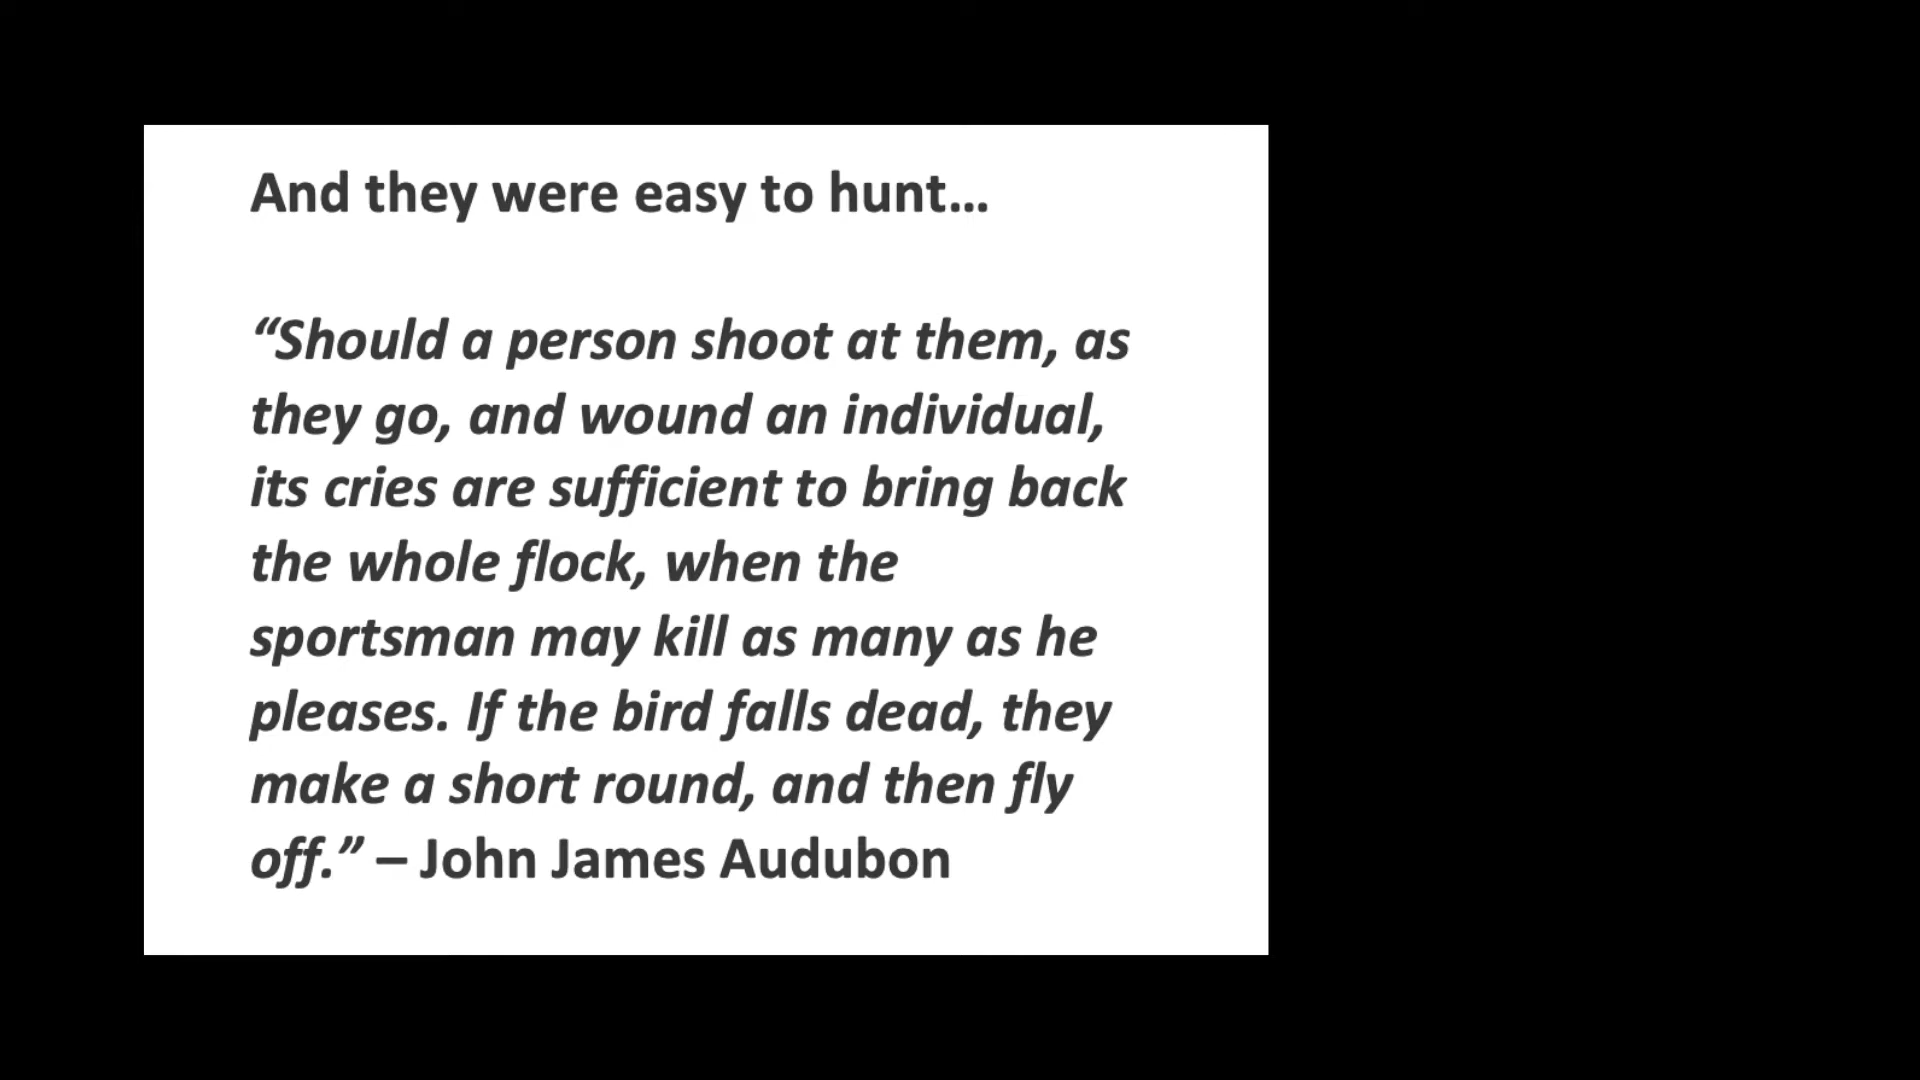 And they were easy to hunt...
“Should a person shoot at them, as
they go, and wound an individual,
its cries are sufficient to bring back
the whole flock, when the
sportsman may kill as many as he
pleases. If the bird falls dead, they
make a short round, and then fly
off.” – John James Audubon